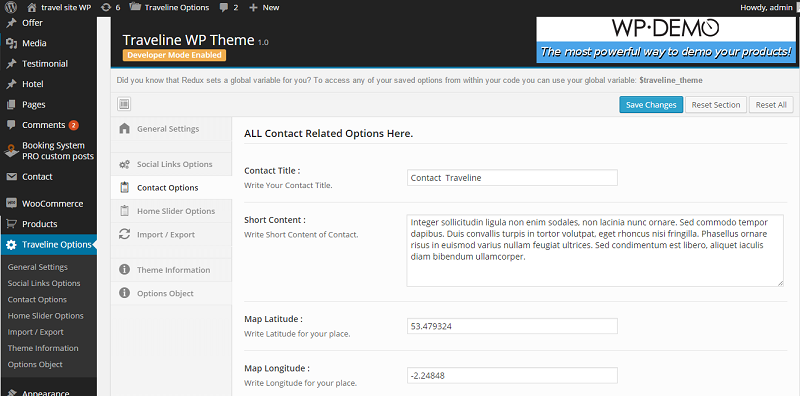 travel site WP
6
Traveline Options
2
+ New
Howdy, admin
Offer
Media
Testimonial
Hotel
Pages
Comments 2
Booking System
PRO custom posts
Contact
WooCommerce
Products
Traveline Options
General Settings
Social Links Options
Contact Options
Home Slider Options
Import / Export
Theme Information
Options Object
Appearance
Traveline WP Theme 1.0
Developer Mode Enabled
WP·DEMO
The most powerful way to demo your products!
Did you know that Redux sets a global variable for you? To access any of your saved options from within your code you can use your global variable: $traveline_theme
Save Changes
Reset Section
Reset All
General Settings
Social Links Options
Contact Options
Home Slider Options
Import / Export
Theme Information
Options Object
ALL Contact Related Options Here.
Contact Title :
Write Your Contact Title.
Contact Traveline
Short Content :
Write Short Content of Contact.
Integer sollicitudin ligula non enim sodales, non lacinia nunc ornare. Sed commodo tempor
dapibus. Duis convallis turpis in tortor volutpat, eget rhoncus nisi fringilla. Phasellus ornare
risus in euismod varius nullam feugiat ultrices. Sed condimentum est libero, aliquet iaculis
diam bibendum ullamcorper.
Map Latitude :
Write Latitude for your place.
53.479324
Map Longitude :
Write Longitude for your place.
-2.24848